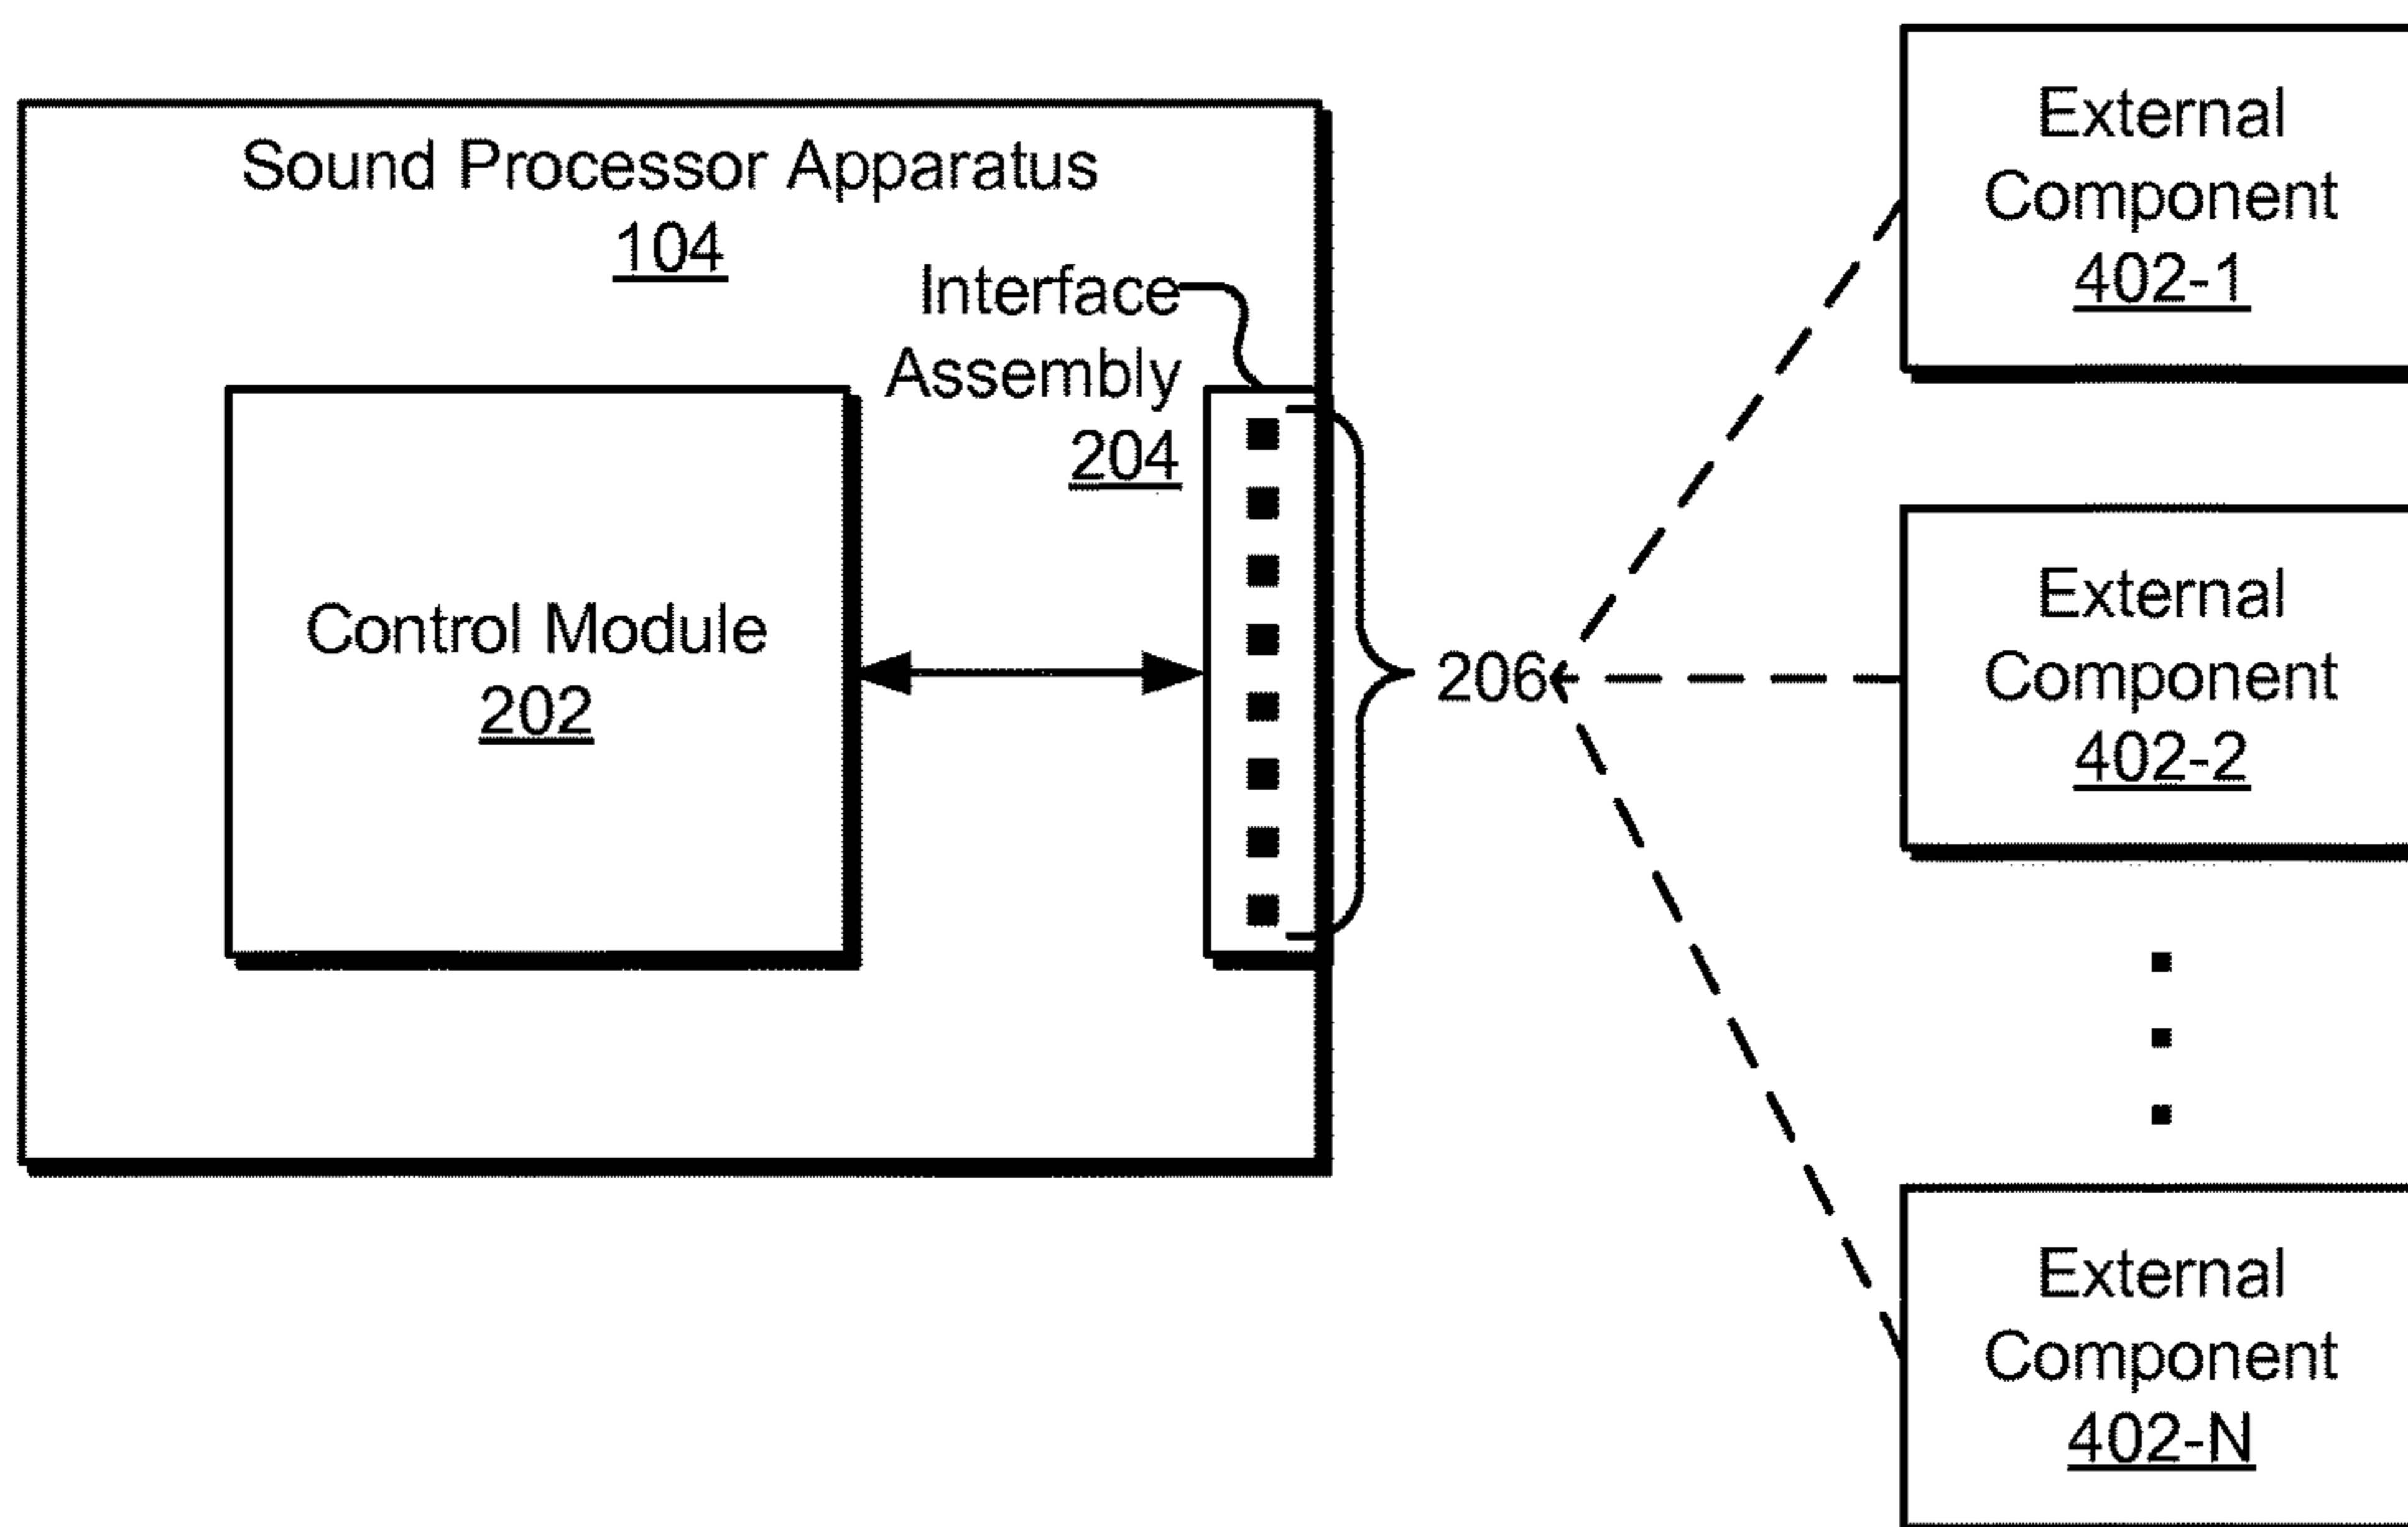 Sound Processor Apparatus
104
Interface
Assembly
204
Control Module
202
206
External
Component
402-1
External
Component
402-2
External
Component
402-N